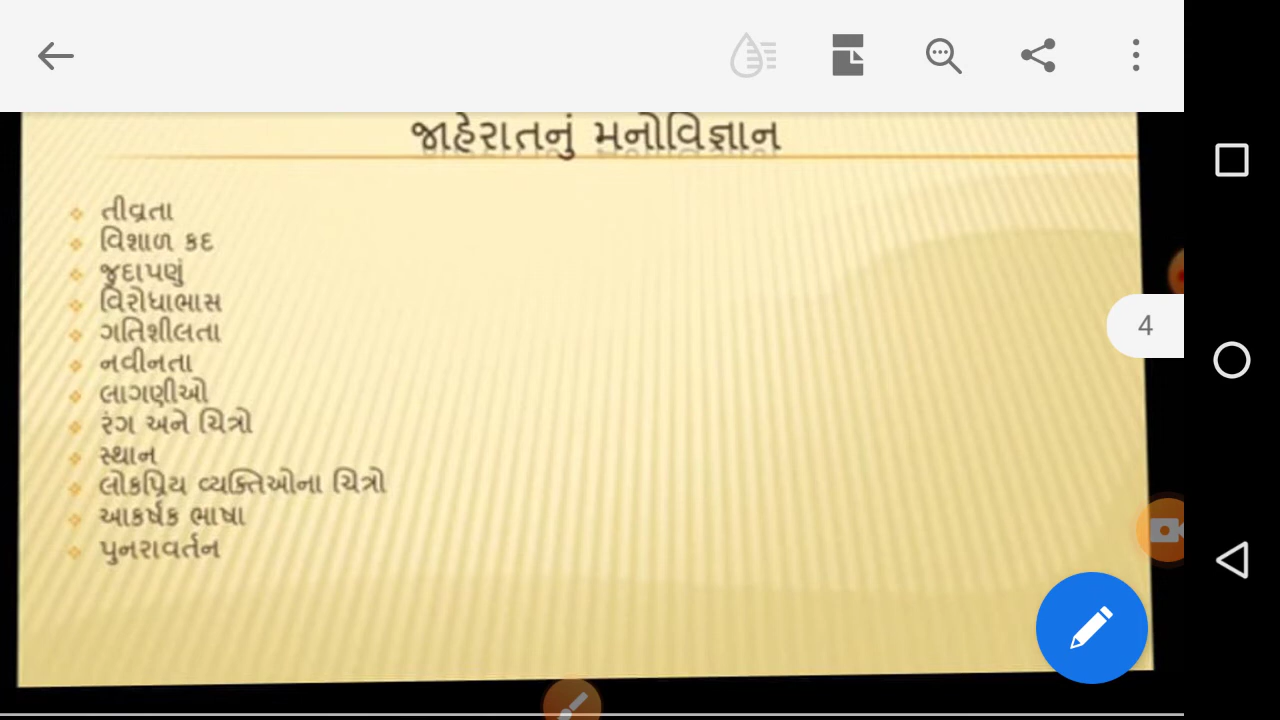 જાહેરાતનું મનોવિજ્ઞાન
તીવ્રતા
વિશાળ કદ
જુદાપણું
વિરોધાભાસ
ગતિશીલતા
નવીનતા
લાગણીઓ
રંગ અને ચિત્રો
સ્થાન
લોકપ્રિય વ્યક્તિઓના ચિત્રો
આકર્ષક ભાષા
પુનરાવર્તન
4